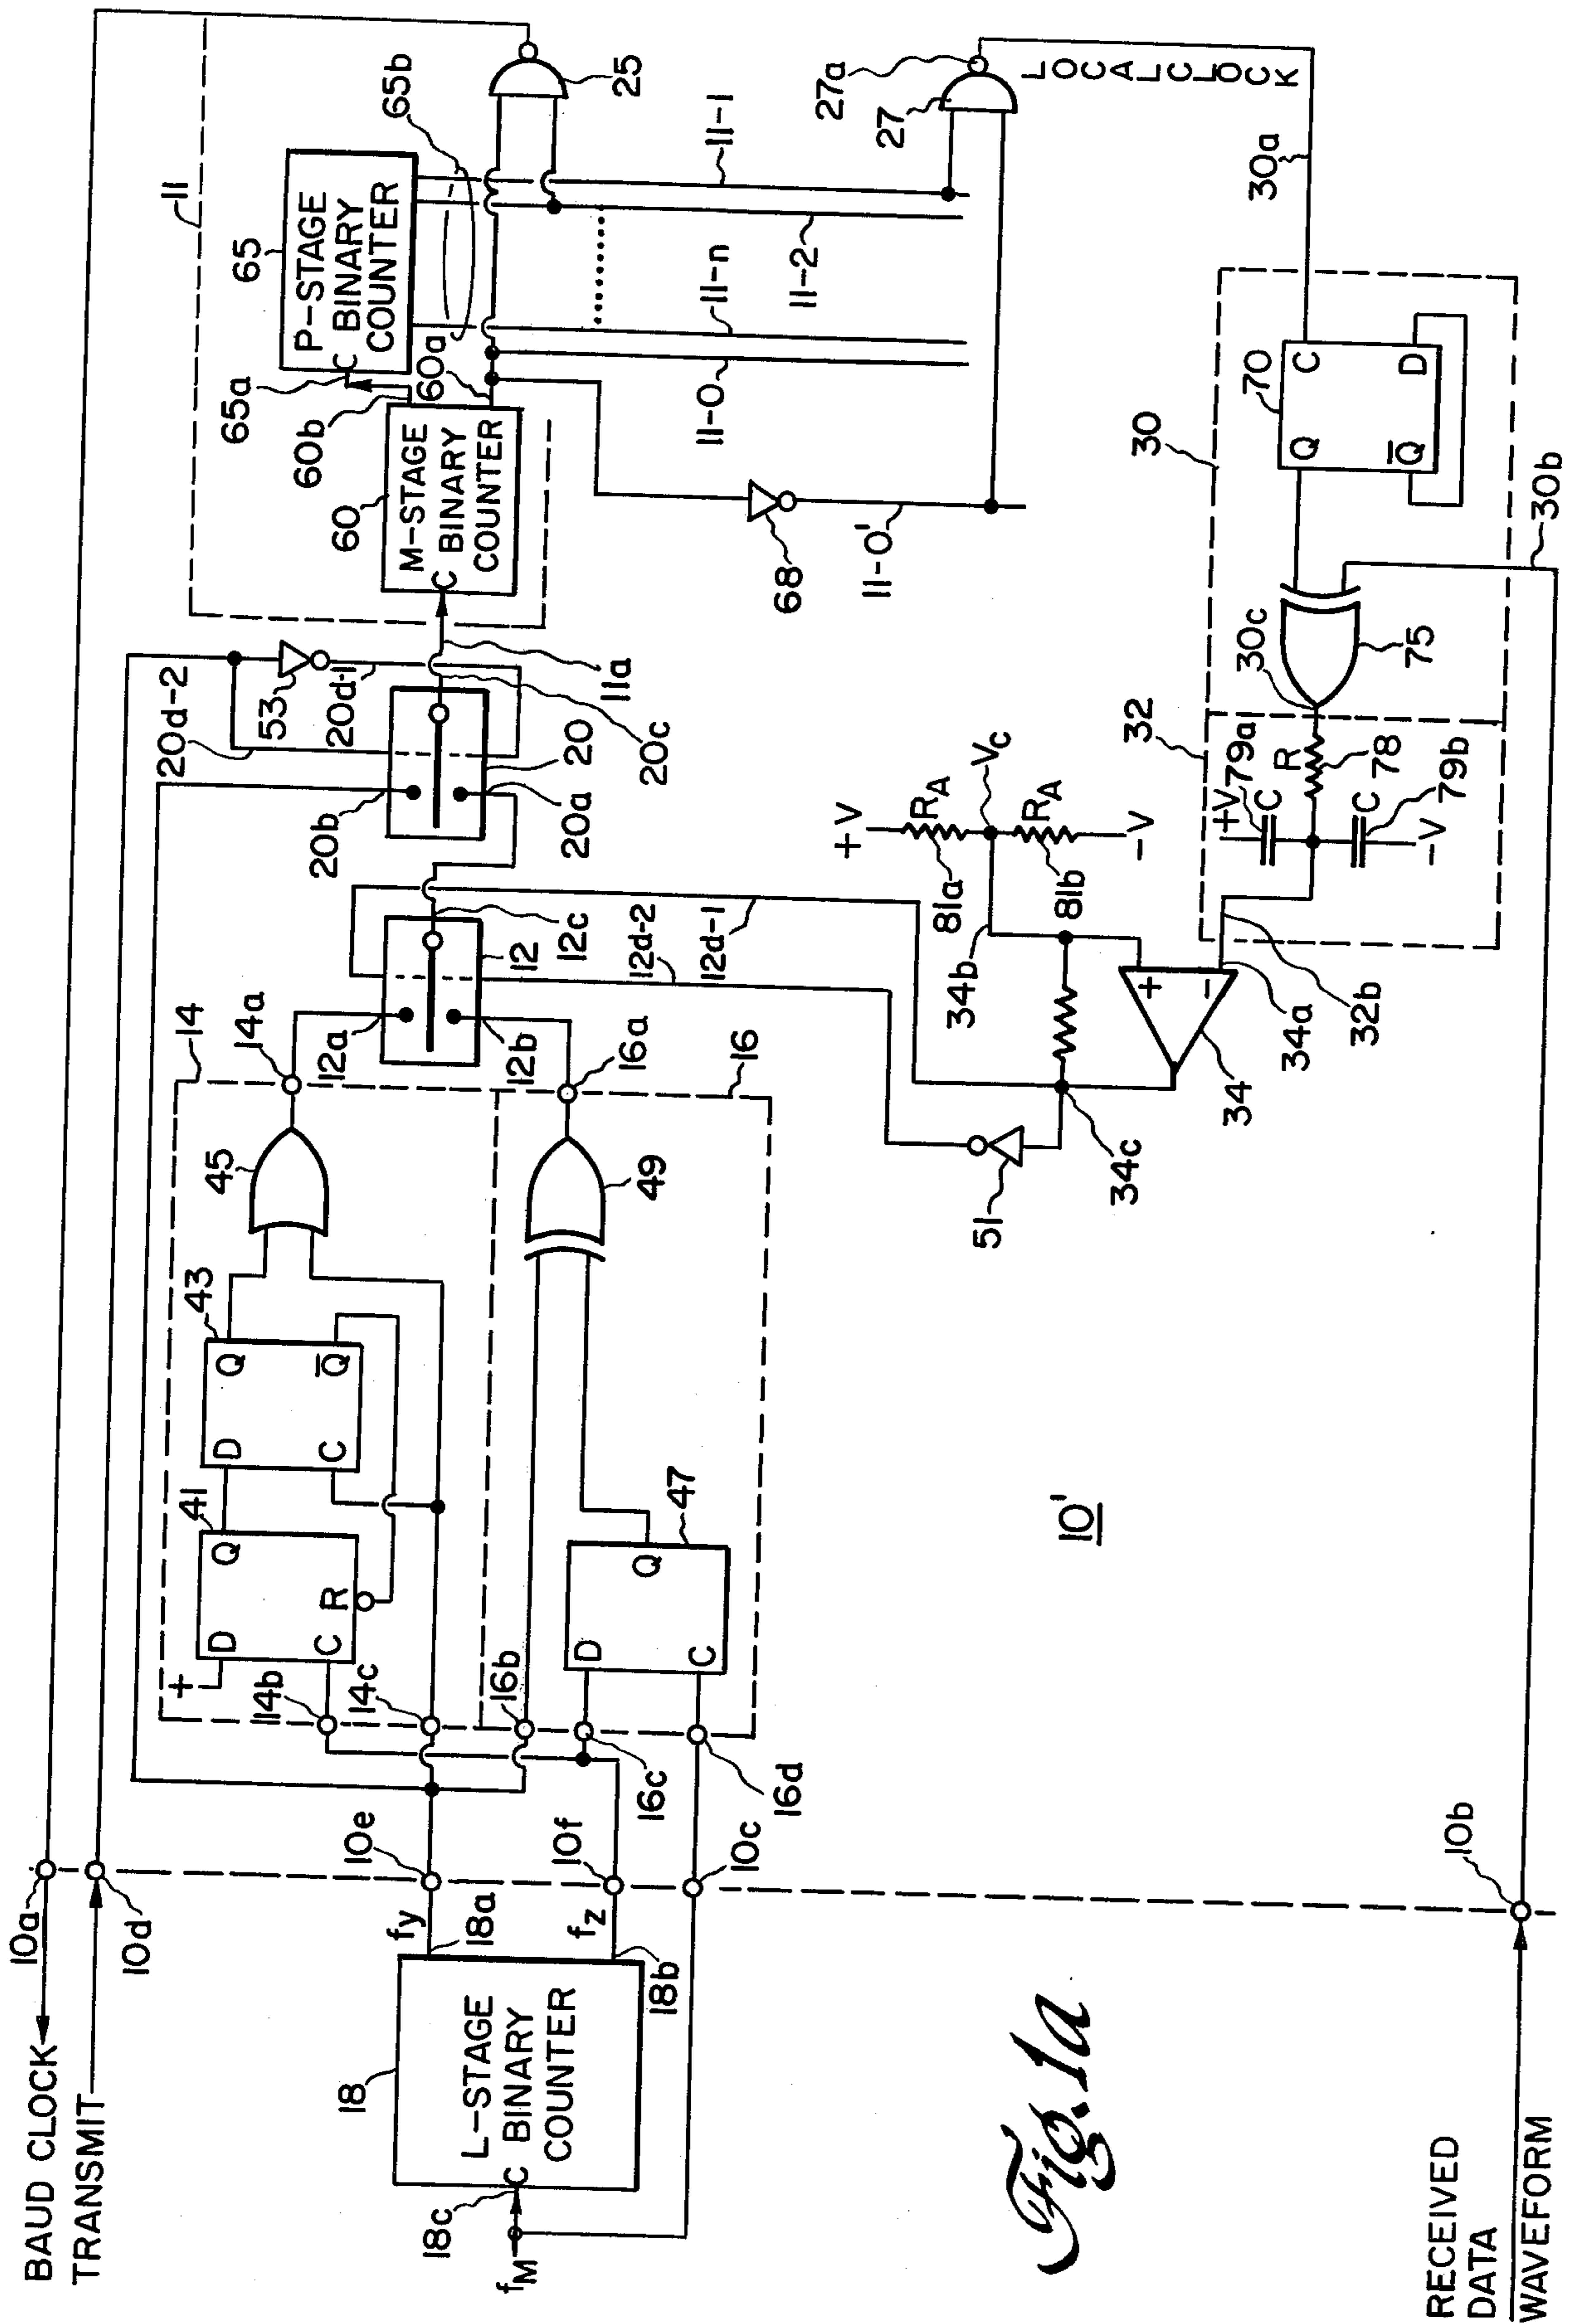 BAUD CLOCK
TRANSMIT
10a
10d
11
65
P-STAGE
BINARY
COUNTER
C
65a
65b
25
60
M-STAGE
BINARY
COUNTER
C
60b
60a
11-1
11-2
11-n
11-0
11-0'
68
27
27a
LOCAL CLOCK
30a
20d-2
53
20d-1
11a
20c
20
20a
20b
14
14a
12a
12
12c
12b
12d-2
12d-1
16a
16
45
43
Q
Q
D
C
41
Q
D
C
R
+
114b
14c
16b
49
47
Q
D
C
16c
16d
10e
10f
10c
fy
18a
fz
18b
18
L-STAGE
BINARY
COUNTER
C
18c
fM
+V
RA
VC
RA
-V
81a
81b
34b
+
-
34
34a
34c
32b
51
30
32
70
Q
C
Q
D
75
30c
30b
R
78
+V
79a
C
C
79b
-V
10'
10b
RECEIVED
DATA
WAVEFORM
Fig. 1a